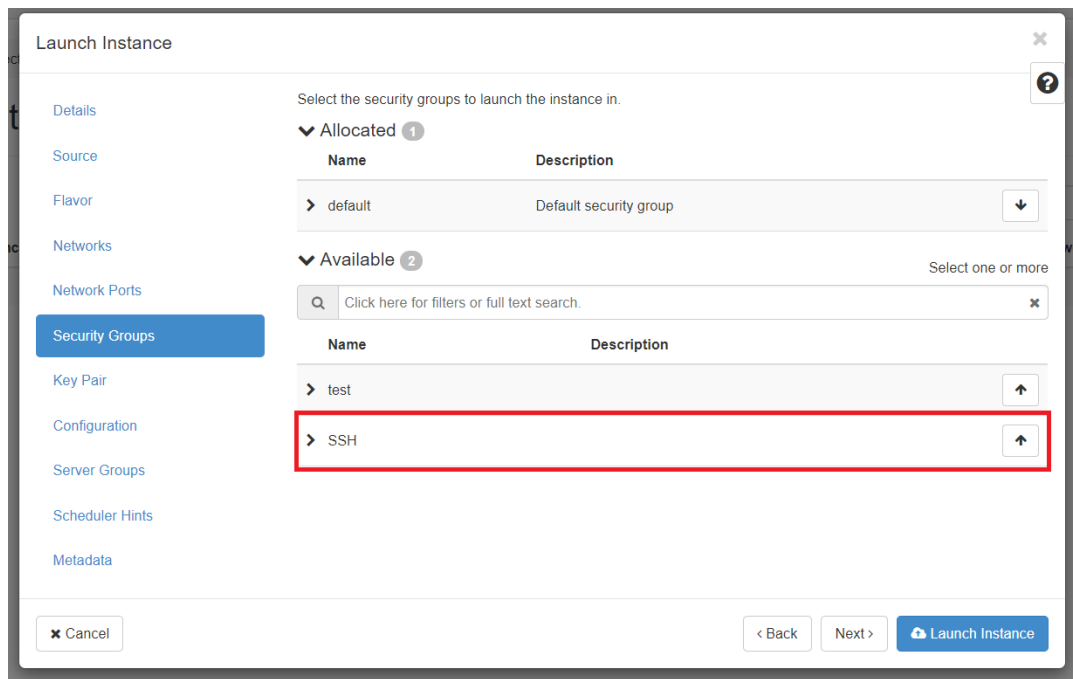 Launch Instance
Details
Source
Flavor
Networks
Network Ports
Security Groups
Key Pair
Configuration
Server Groups
Scheduler Hints
Metadata
Select the security groups to launch the instance in.
Allocated 1
Name Description
default Default security group
Available 2
Select one or more
Click here for filters or full text search.
Name Description
test
SSH
Cancel
< Back
Next >
Launch Instance